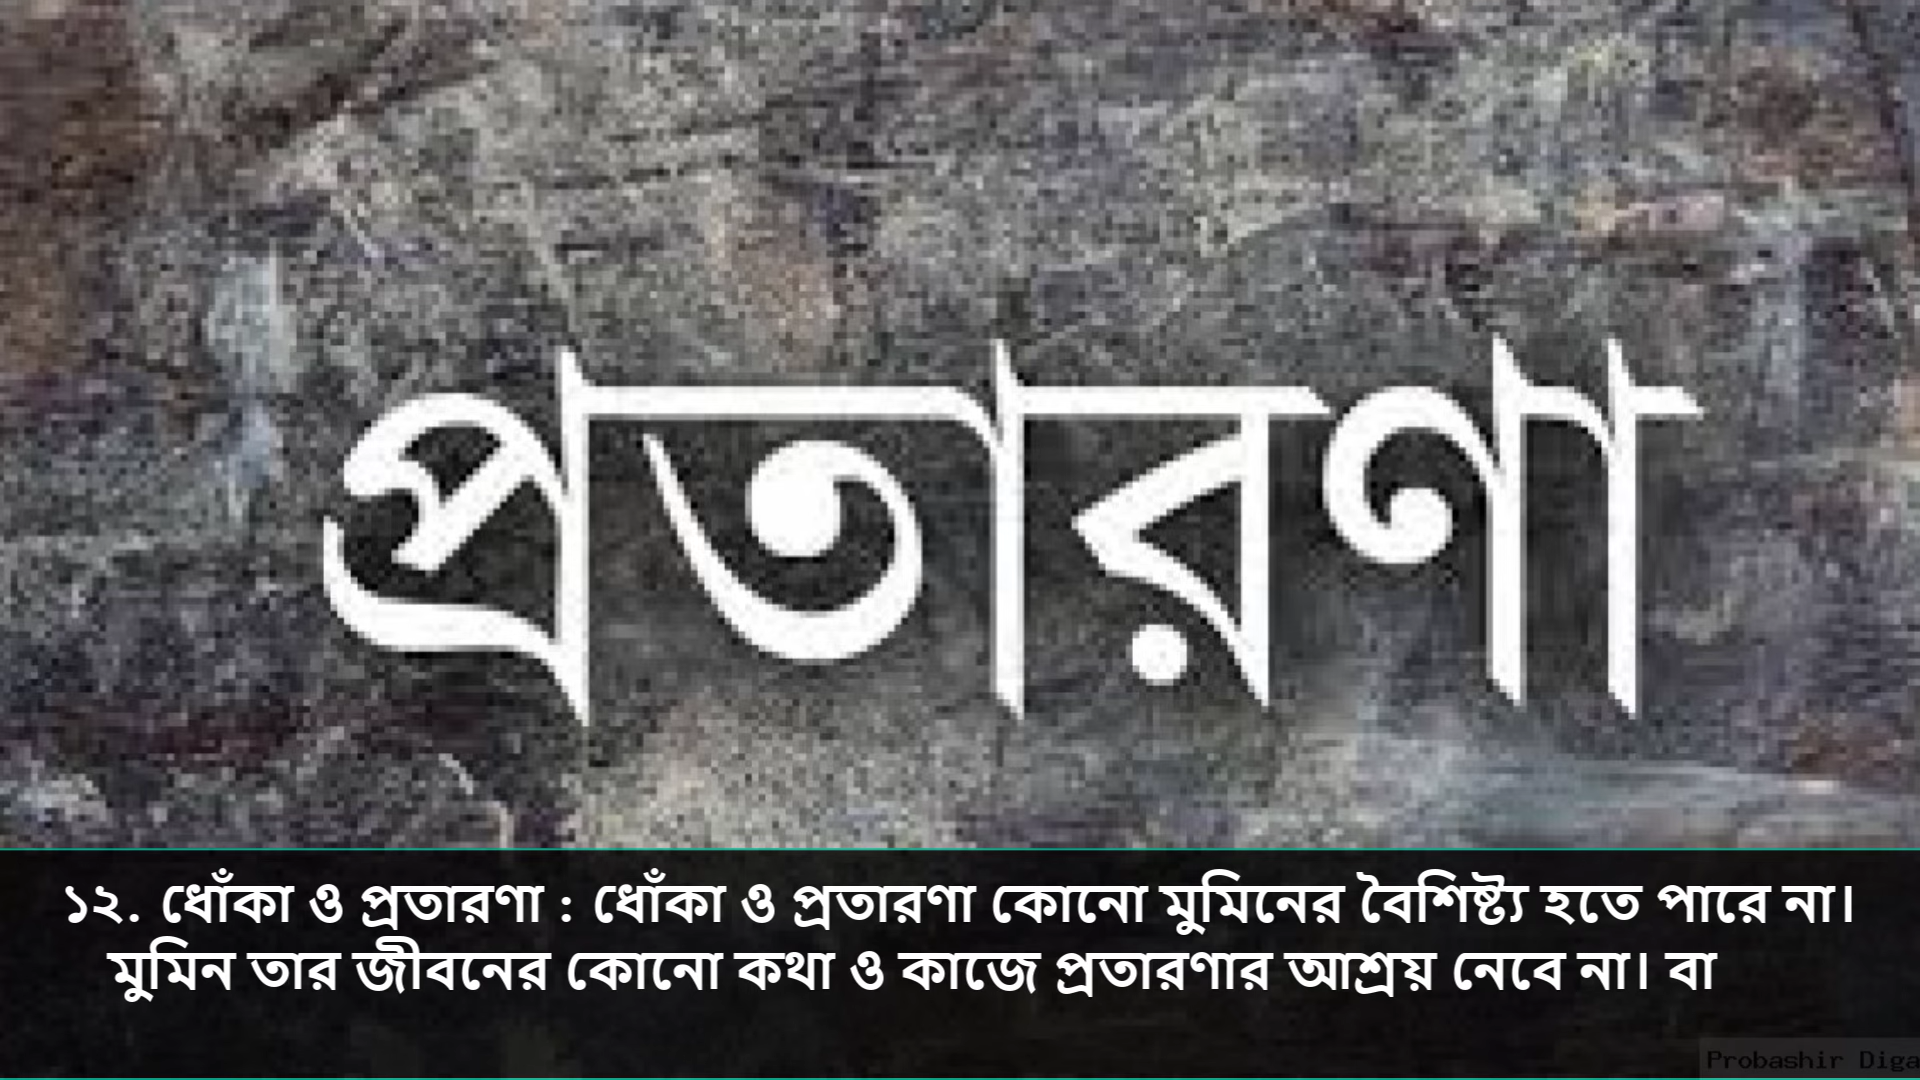 প্রতারণা
১২. ধোঁকা ও প্রতারণা : ধোঁকা ও প্রতারণা কোনো মুমিনের বৈশিষ্ট্য হতে পারে না।
মুমিন তার জীবনের কোনো কথা ও কাজে প্রতারণার আশ্রয় নেবে না। বা
Probashir Diga